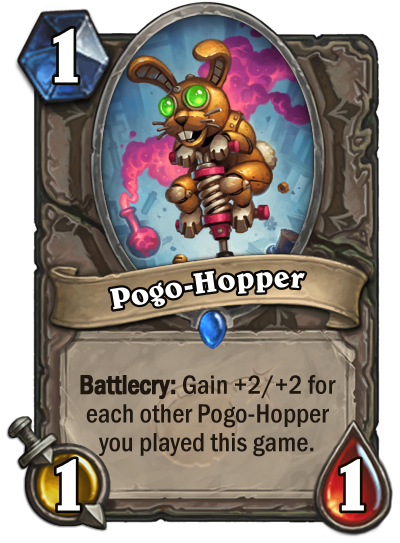 1
Pogo-Hopper
Battlecry: Gain +2/+2 for
each other Pogo-Hopper
you played this game.
1 1